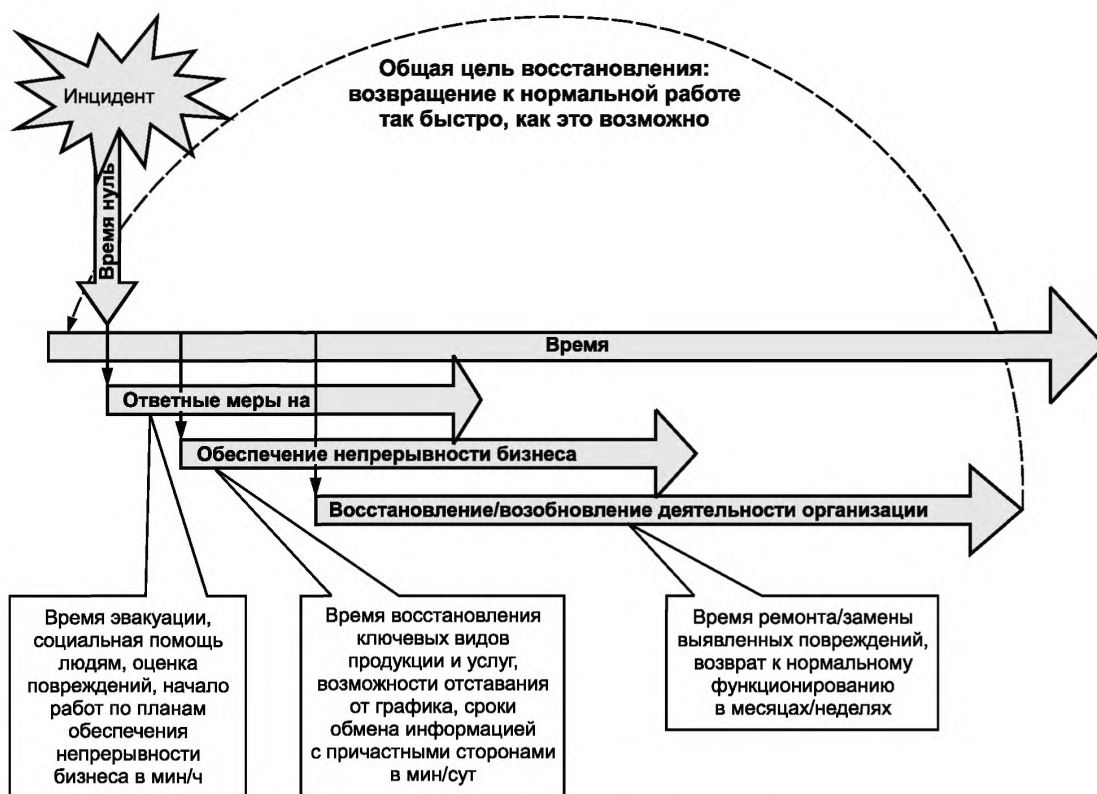 Инцидент
Общая цель восстановления:
возвращение к нормальной работе
так быстро, как это возможно
Время нуль
Время
Ответные меры на
Обеспечение непрерывности бизнеса
Восстановление/возобновление деятельности организации
Время эвакуации,
социальная помощь
людям, оценка
повреждений, начало
работ по планам
обеспечения
непрерывности
бизнеса в мин/ч
Время восстановления
ключевых видов
продукции и услуг,
возможности отставания
от графика, сроки
обмена информацией
с причастными сторонами
в мин/сут
Время ремонта/замены
выявленных повреждений,
возврат к нормальному
функционированию
в месяцах/неделях